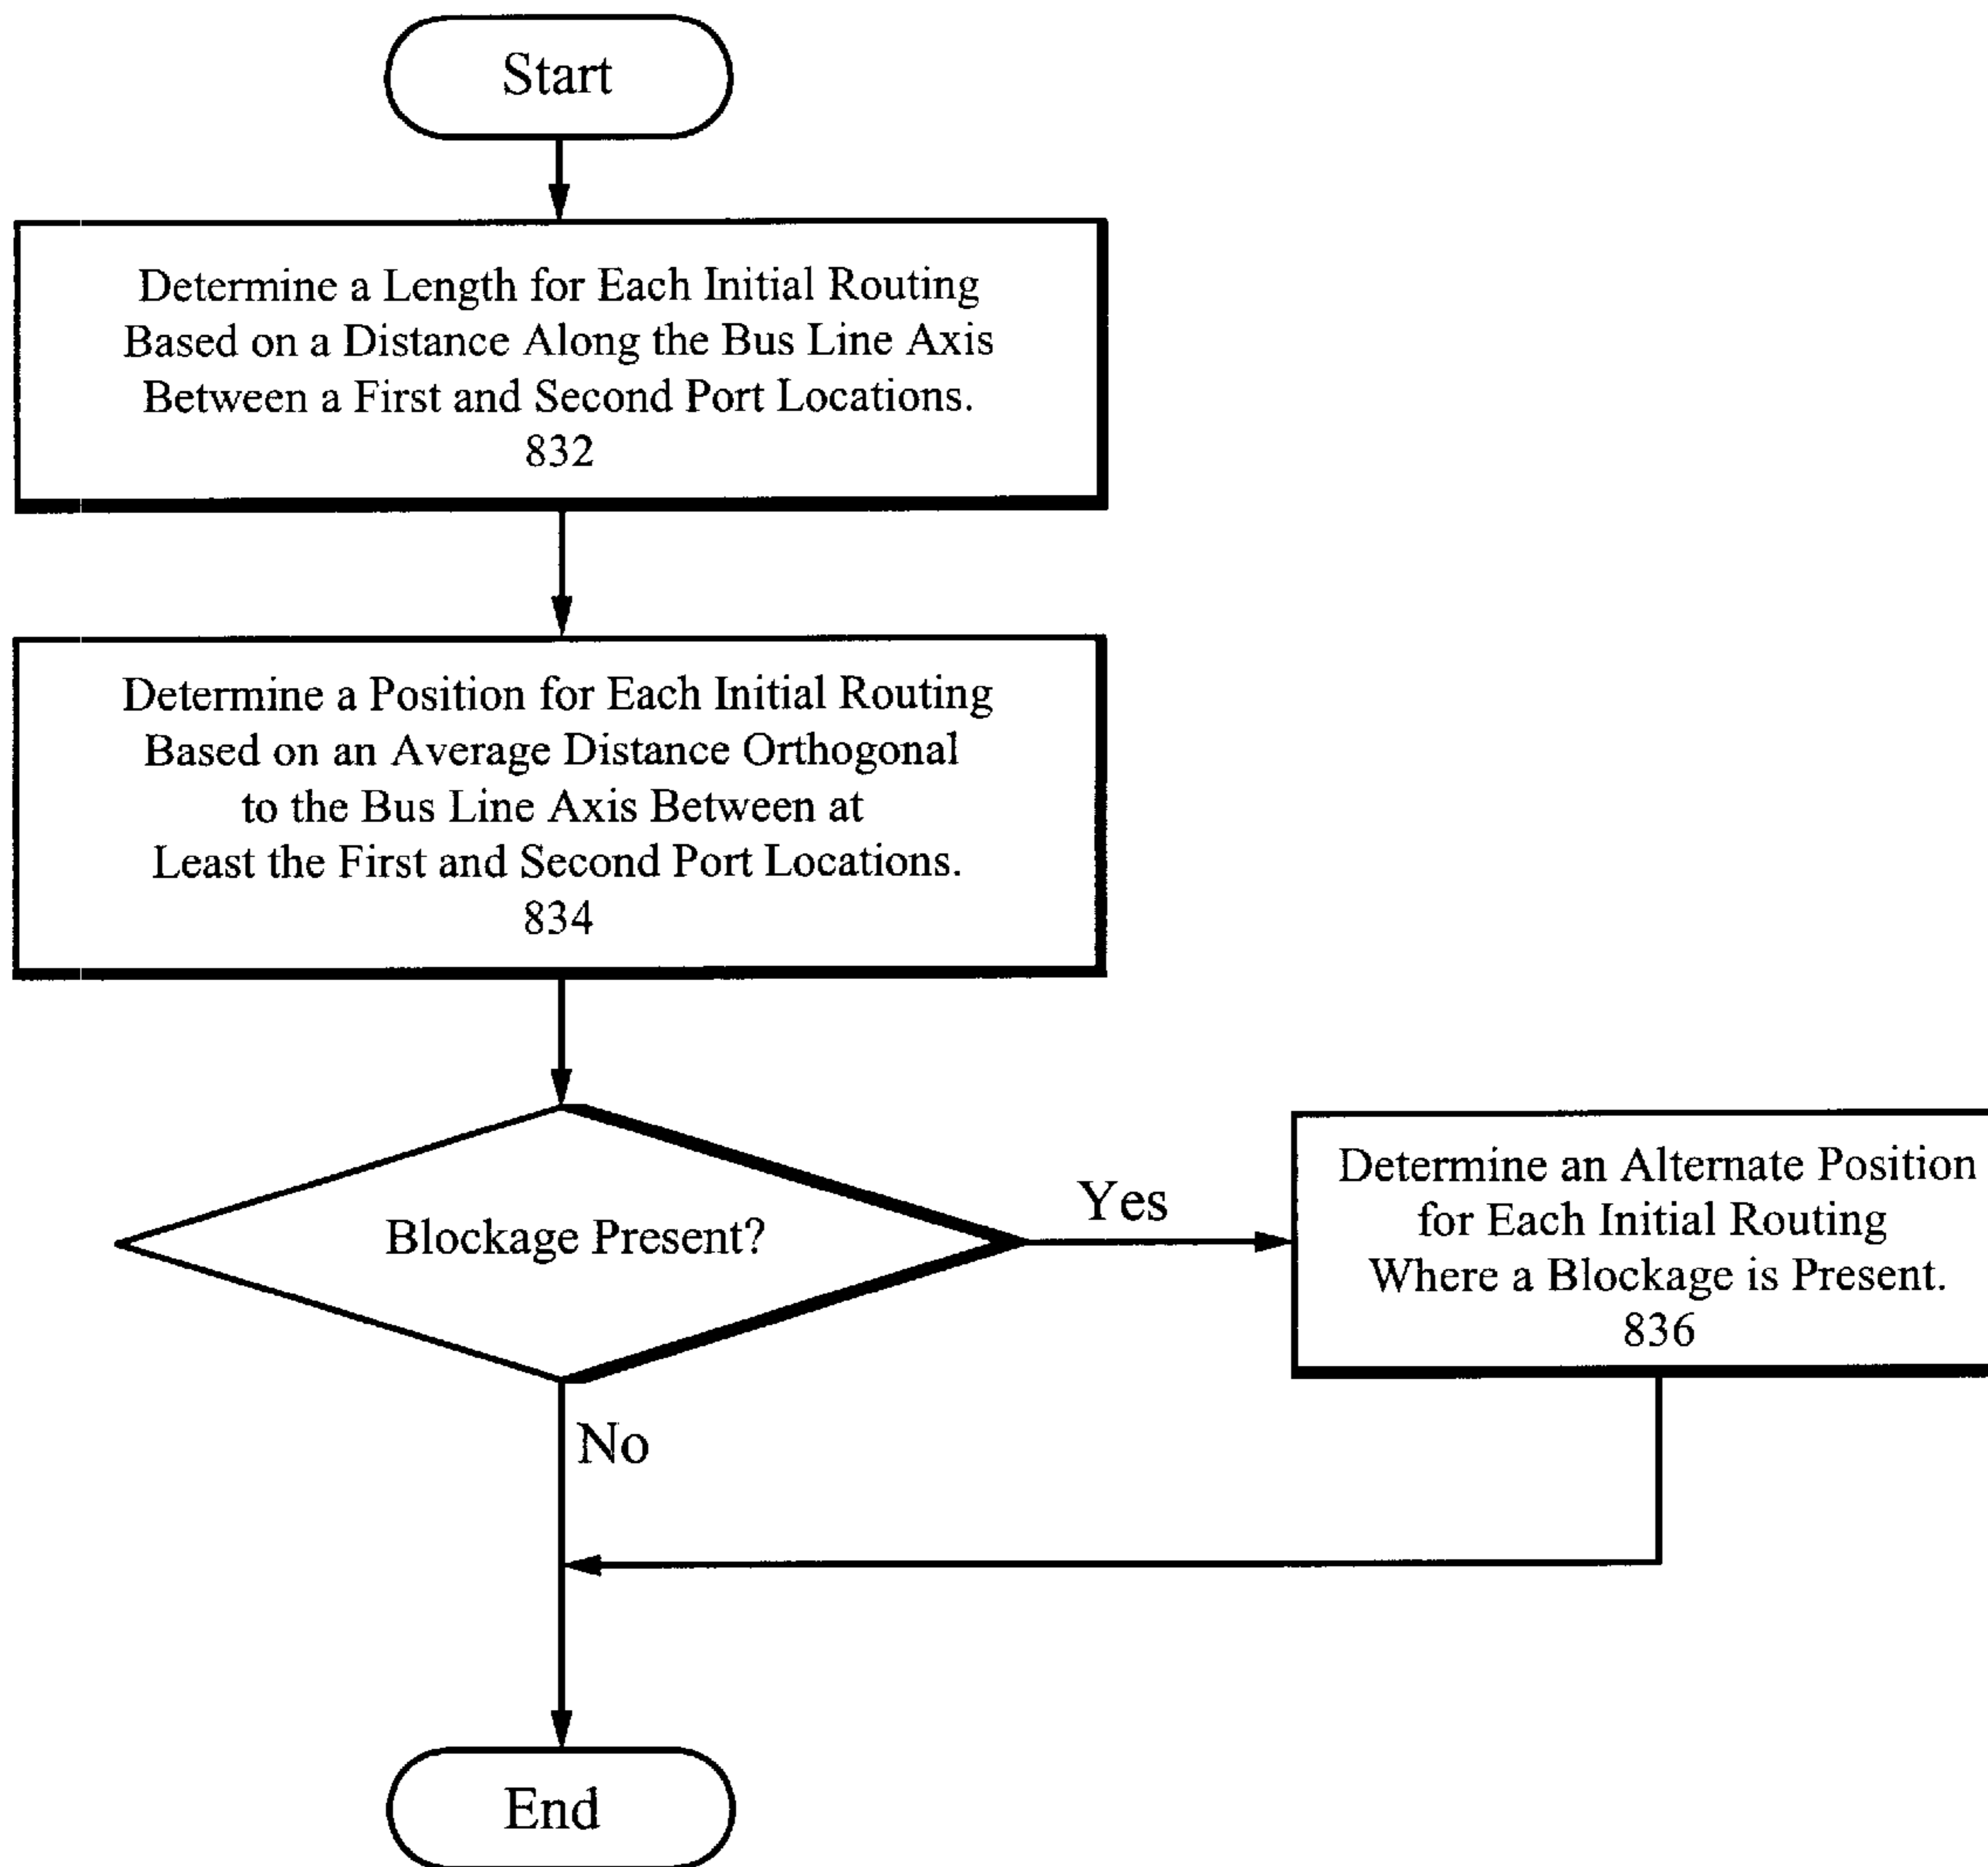 Start
Determine a Length for Each Initial Routing
Based on a Distance Along the Bus Line Axis
Between a First and Second Port Locations.
832
Determine a Position for Each Initial Routing
Based on an Average Distance Orthogonal
to the Bus Line Axis Between at
Least the First and Second Port Locations.
834
Blockage Present?
Yes
Determine an Alternate Position
for Each Initial Routing
Where a Blockage is Present.
836
No
End